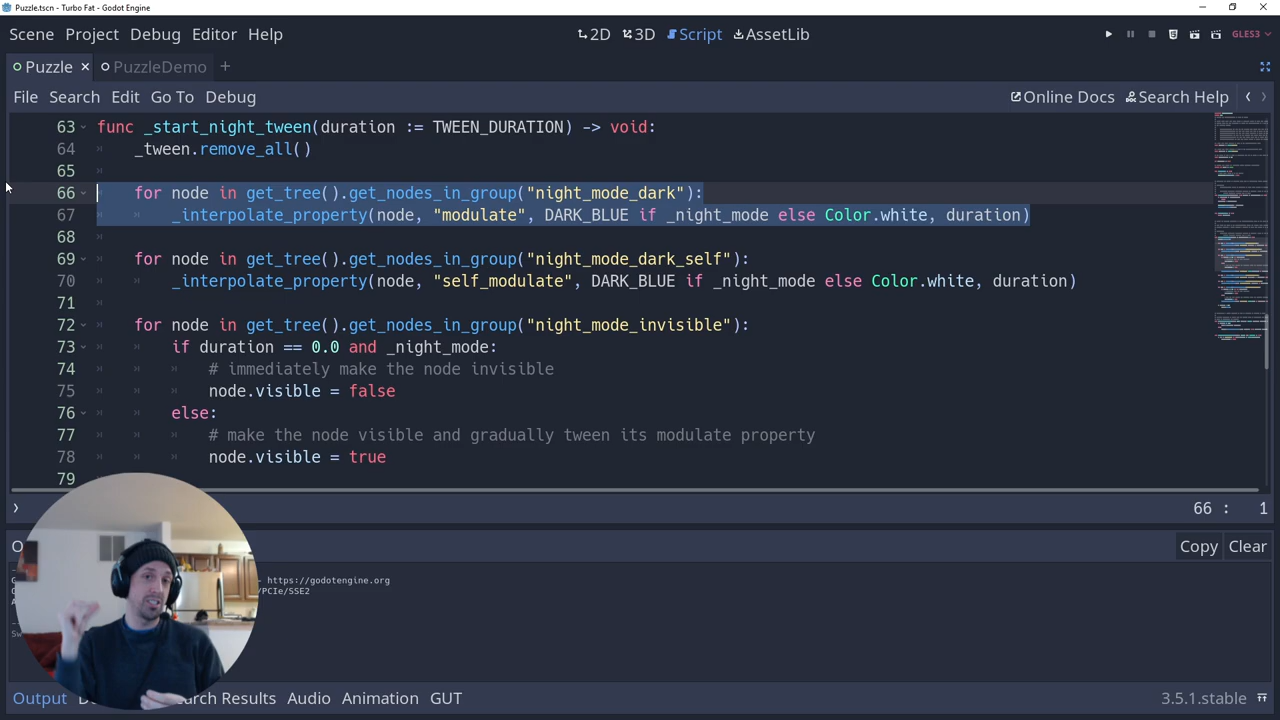 Puzzle.tscn - Turbo Fat - Godot Engine
Scene Project Debug Editor Help 2D 3D Script AssetLib GLES3
Puzzle PuzzleDemo
File Search Edit Go To Debug Online Docs Search Help
63 func _start_night_tween(duration := TWEEN_DURATION) -> void:
64 _tween.remove_all()
65
66 for node in get_tree().get_nodes_in_group("night_mode_dark"):
67 _interpolate_property(node, "modulate", DARK_BLUE if _night_mode else Color.white, duration)
68
69 for node in get_tree().get_nodes_in_group("night_mode_dark_self"):
70 _interpolate_property(node, "self_modulate", DARK_BLUE if _night_mode else Color.white, duration)
71
72 for node in get_tree().get_nodes_in_group("night_mode_invisible"):
73 if duration == 0.0 and _night_mode:
74 # immediately make the node invisible
75 node.visible = false
76 else:
77 # make the node visible and gradually tween its modulate property
78 node.visible = true
79
66 : 1
Copy Clear
- https://godotengine.org
/PCIe/SSE2
Output Search Results Audio Animation GUT 3.5.1.stable